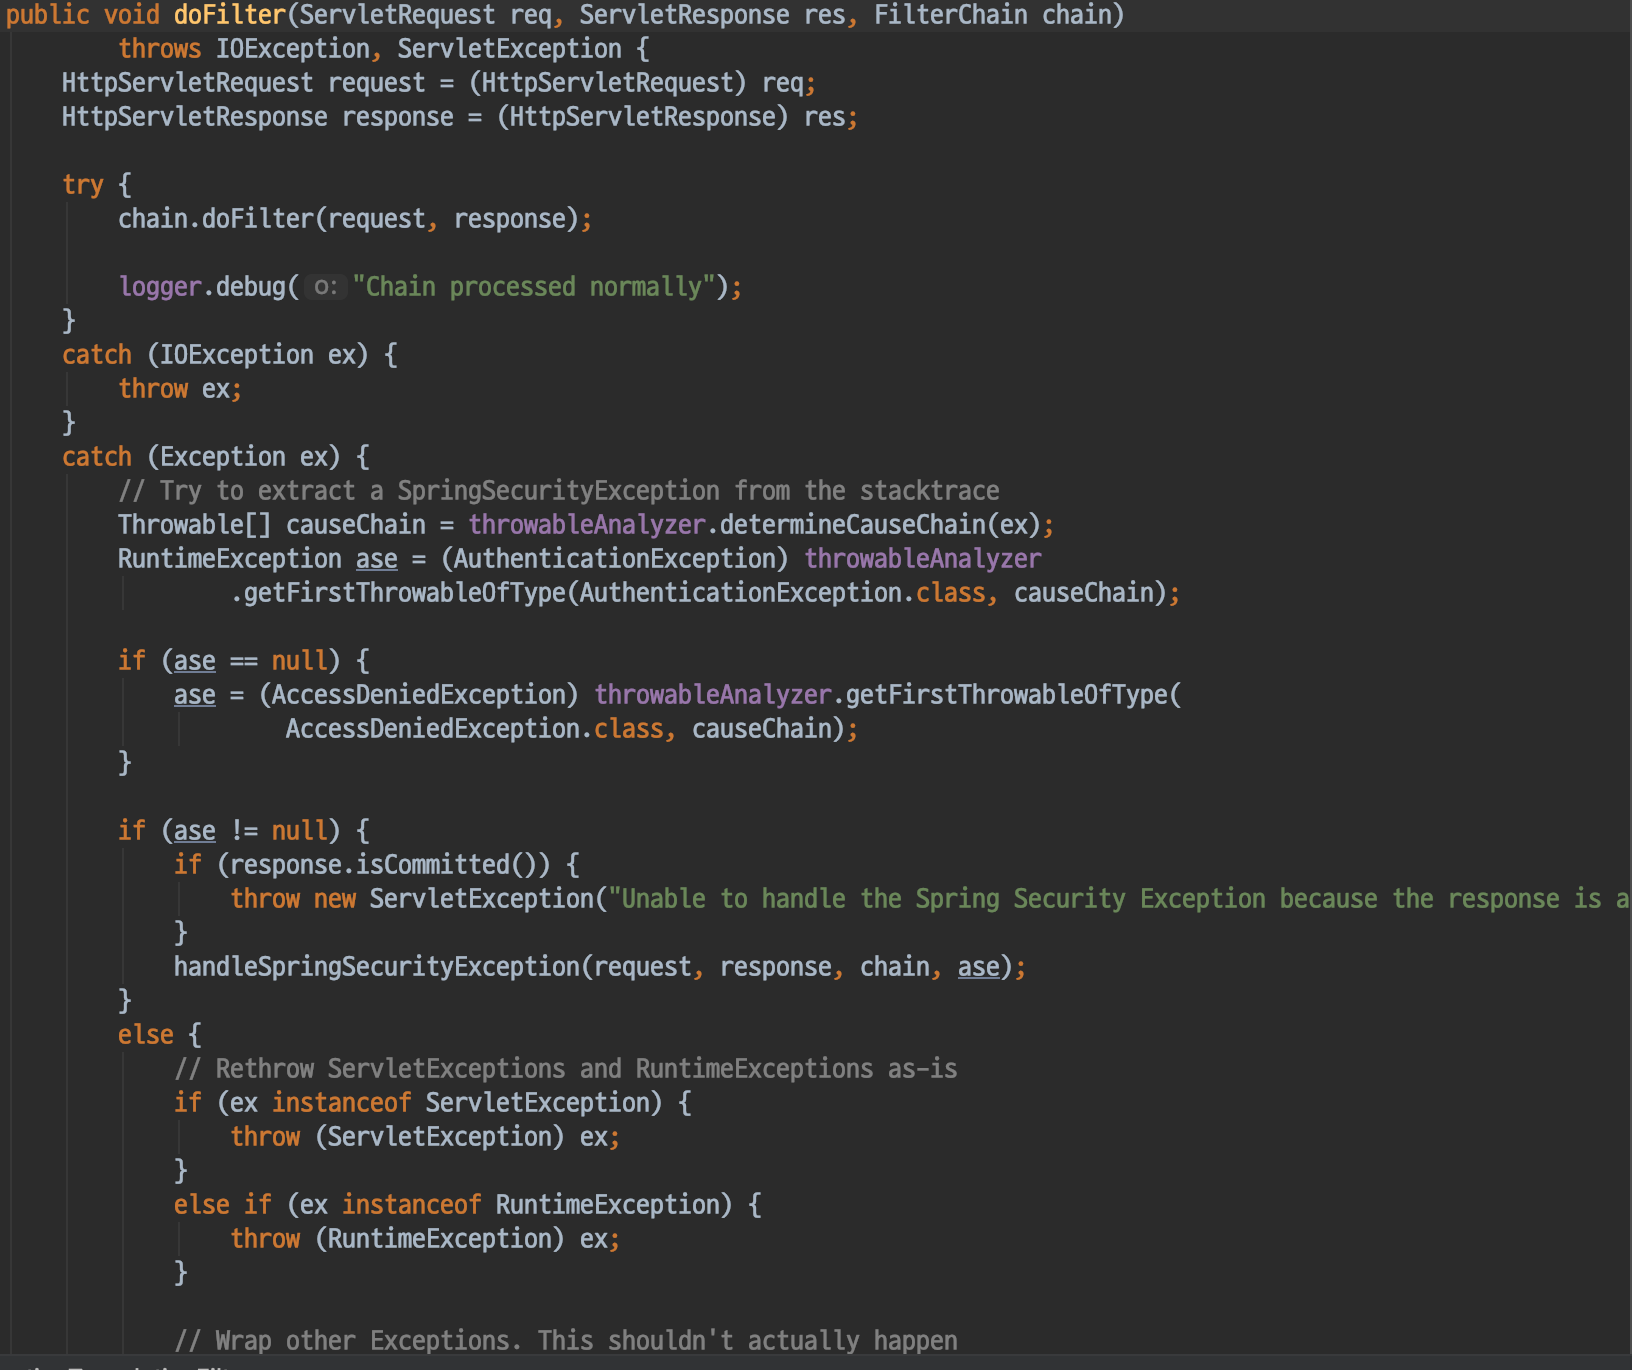 public void doFilter(ServletRequest req, ServletResponse res, FilterChain chain)
        throws IOException, ServletException {
    HttpServletRequest request = (HttpServletRequest) req;
    HttpServletResponse response = (HttpServletResponse) res;

    try {
        chain.doFilter(request, response);

        logger.debug( o: "Chain processed normally");
    }
    catch (IOException ex) {
        throw ex;
    }
    catch (Exception ex) {
        // Try to extract a SpringSecurityException from the stacktrace
        Throwable[] causeChain = throwableAnalyzer.determineCauseChain(ex);
        RuntimeException ase = (AuthenticationException) throwableAnalyzer
                .getFirstThrowableOfType(AuthenticationException.class, causeChain);

        if (ase == null) {
            ase = (AccessDeniedException) throwableAnalyzer.getFirstThrowableOfType(
                    AccessDeniedException.class, causeChain);
        }

        if (ase != null) {
            if (response.isCommitted()) {
                throw new ServletException("Unable to handle the Spring Security Exception because the response is a
            }
            handleSpringSecurityException(request, response, chain, ase);
        }
        else {
            // Rethrow ServletExceptions and RuntimeExceptions as-is
            if (ex instanceof ServletException) {
                throw (ServletException) ex;
            }
            else if (ex instanceof RuntimeException) {
                throw (RuntimeException) ex;
            }

            // Wrap other Exceptions. This shouldn't actually happen